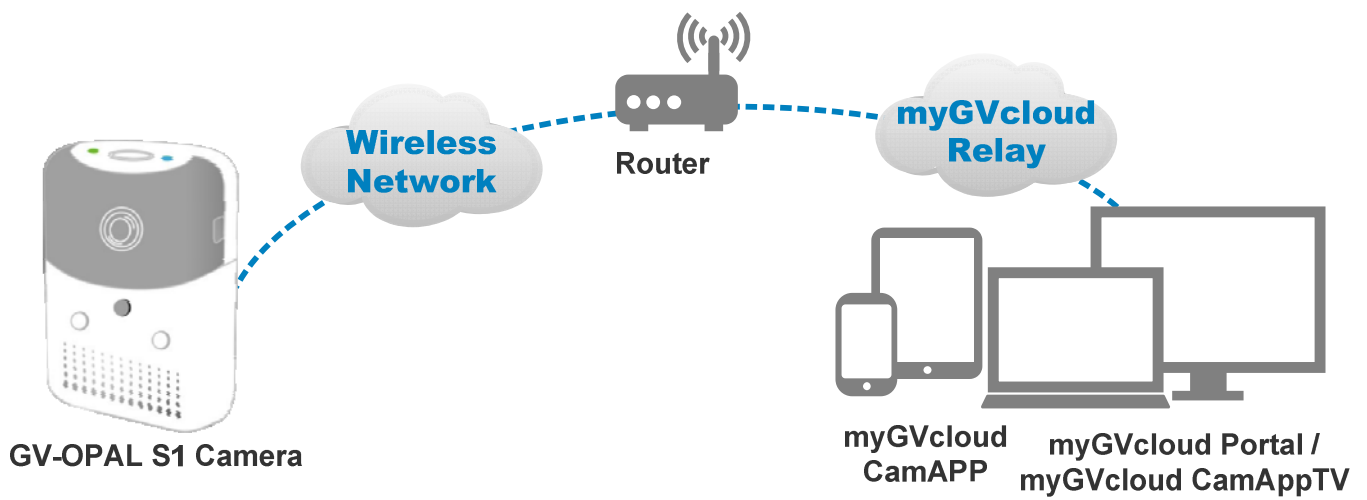 Wireless
Network
Router
myGVcloud
Relay
GV-OPAL S1 Camera
myGVcloud
CamAPP
myGVcloud Portal /
myGVcloud CamAppTV